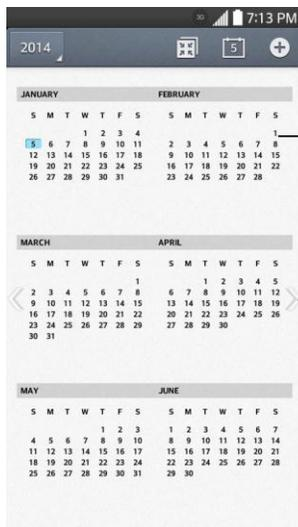 7:13 PM
2014 5
JANUARY FEBRUARY
S M T W T F S S M T W T F S
1 2 3 4 1
5 6 7 8 9 10 11 2 3 4 5 6 7 8
12 13 14 15 16 17 18 9 10 11 12 13 14 15
19 20 21 22 23 24 25 16 17 18 19 20 21 22
26 27 28 29 30 31 23 24 25 26 27 28
MARCH APRIL
S M T W T F S S M T W T F S
1 1 2 3 4 5
2 3 4 5 6 7 8 6 7 8 9 10 11 12
9 10 11 12 13 14 15 13 14 15 16 17 18 19
16 17 18 19 20 21 22 20 21 22 23 24 25 26
23 24 25 26 27 28 29 27 28 29 30
30 31
MAY JUNE
S M T W T F S S M T W T F S
1 2 3 1 2 3 4 5 6 7
4 5 6 7 8 9 10 8 9 10 11 12 13 14
11 12 13 14 15 16 17 15 16 17 18 19 20 21
18 19 20 21 22 23 24 22 23 24 25 26 27 28
25 26 27 28 29 30 31 29 30